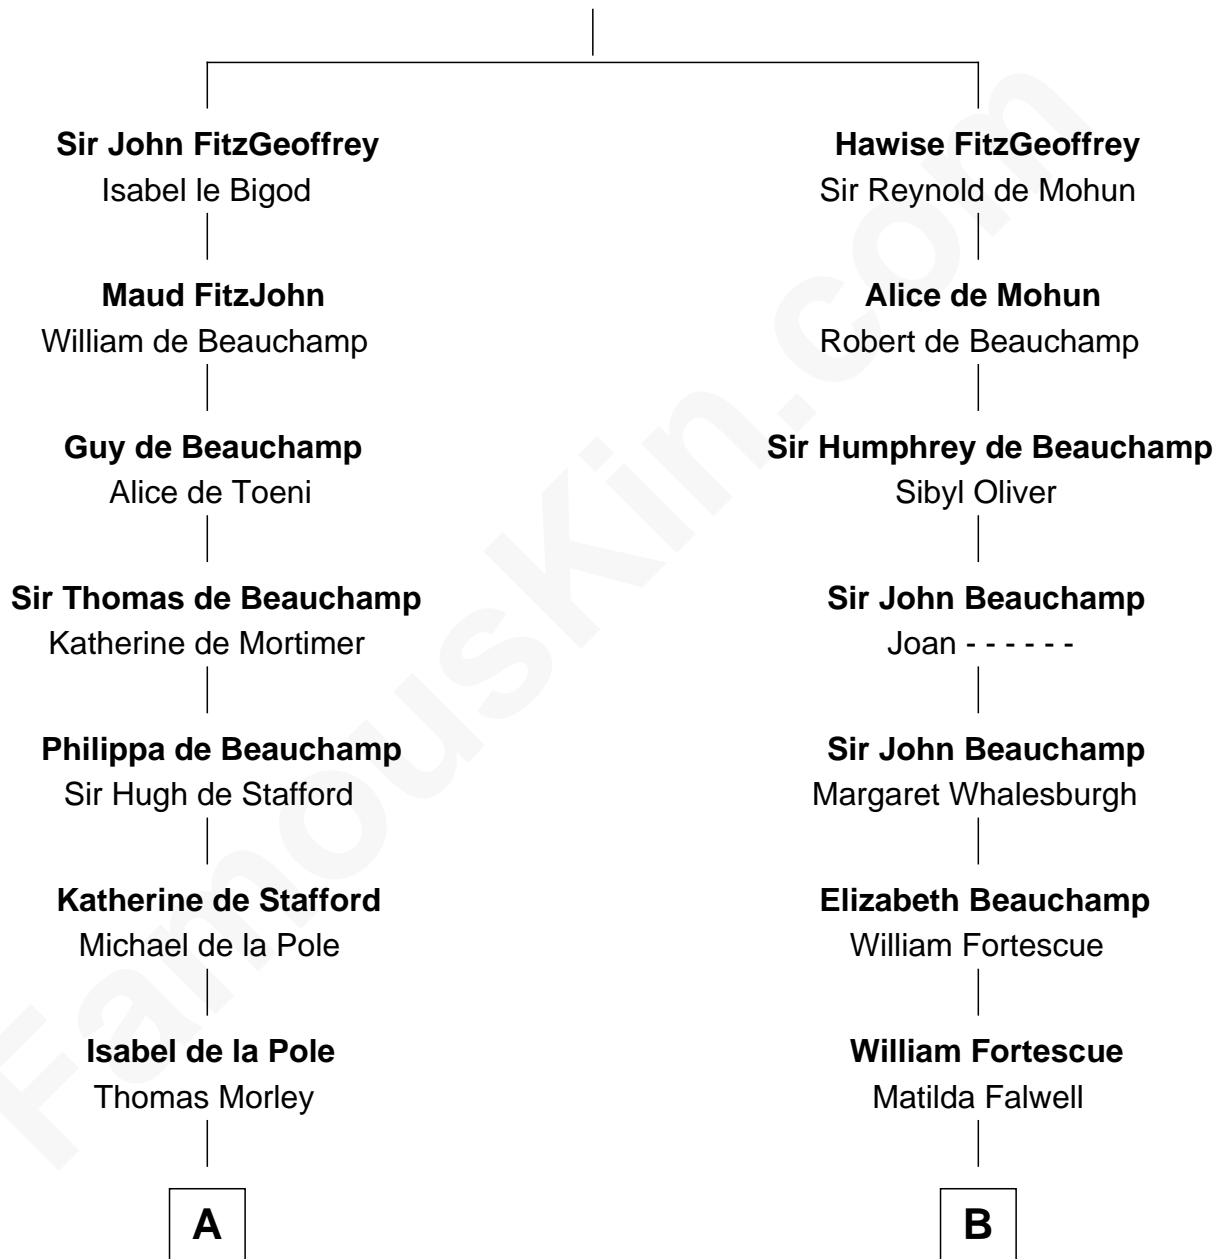 Sir John FitzGeoffrey
Isabel le Bigod
Maud FitzJohn
William de Beauchamp
Guy de Beauchamp
Alice de Toeni
Sir Thomas de Beauchamp
Katherine de Mortimer
Philippa de Beauchamp
Sir Hugh de Stafford
Katherine de Stafford
Michael de la Pole
Isabel de la Pole
Thomas Morley
A
Hawise FitzGeoffrey
Sir Reynold de Mohun
Alice de Mohun
Robert de Beauchamp
Sir Humphrey de Beauchamp
Sibyl Oliver
Sir John Beauchamp
Joan - - - - - -
Sir John Beauchamp
Margaret Whalesburgh
Elizabeth Beauchamp
William Fortescue
William Fortescue
Matilda Falwell
B
FamousKin.com